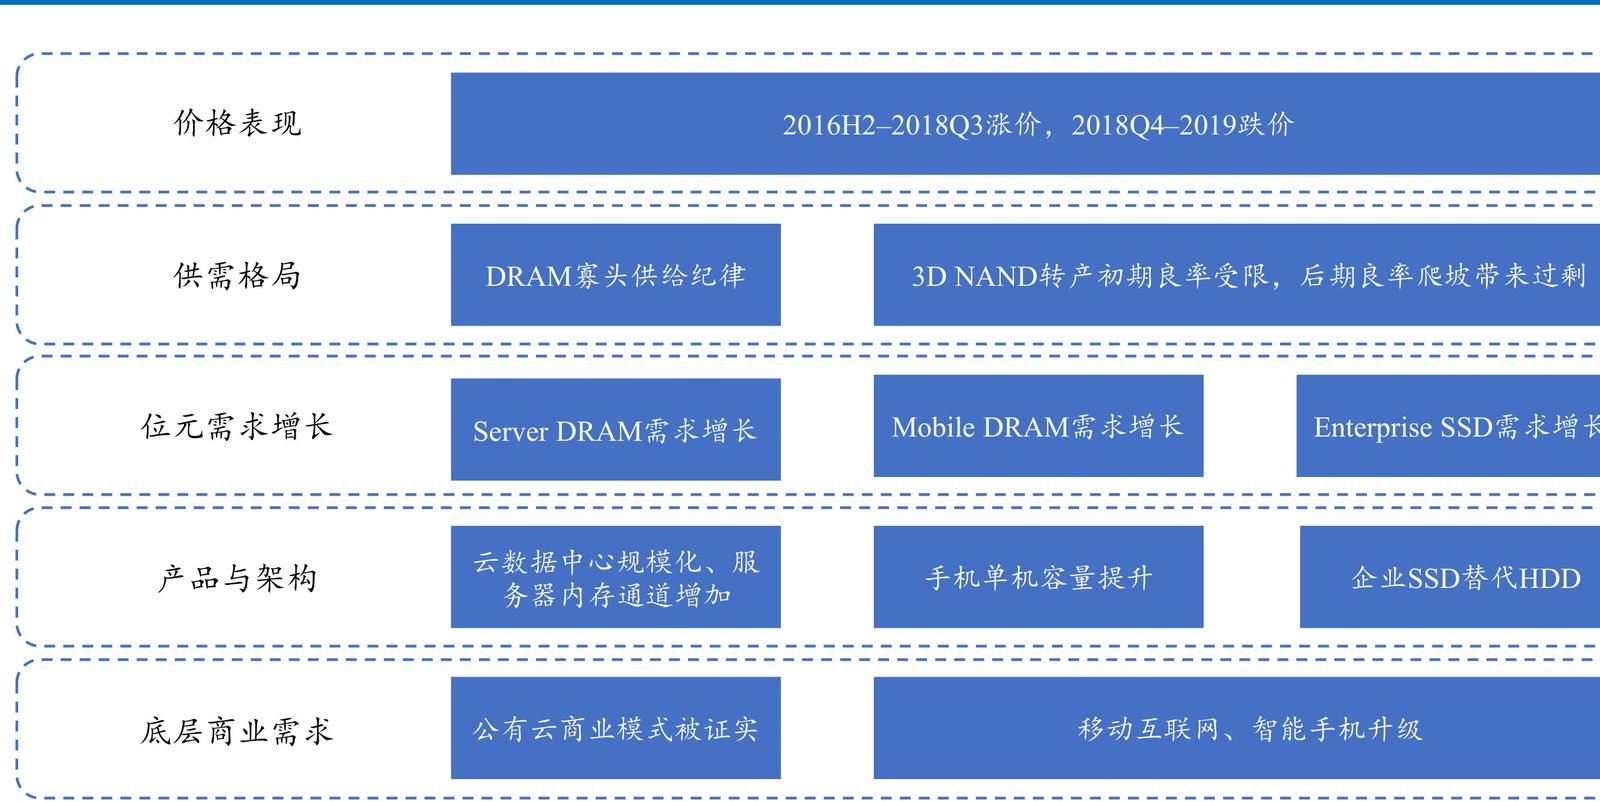 价格表现
2016H2–2018Q3涨价，2018Q4–2019跌价
供需格局
DRAM寡头供给纪律
3D NAND转产初期良率受限，后期良率爬坡带来过剩
位元需求增长
Server DRAM需求增长
Mobile DRAM需求增长
Enterprise SSD需求增长
产品与架构
云数据中心规模化、服
务器内存通道增加
手机单机容量提升
企业SSD替代HDD
底层商业需求
公有云商业模式被证实
移动互联网、智能手机升级